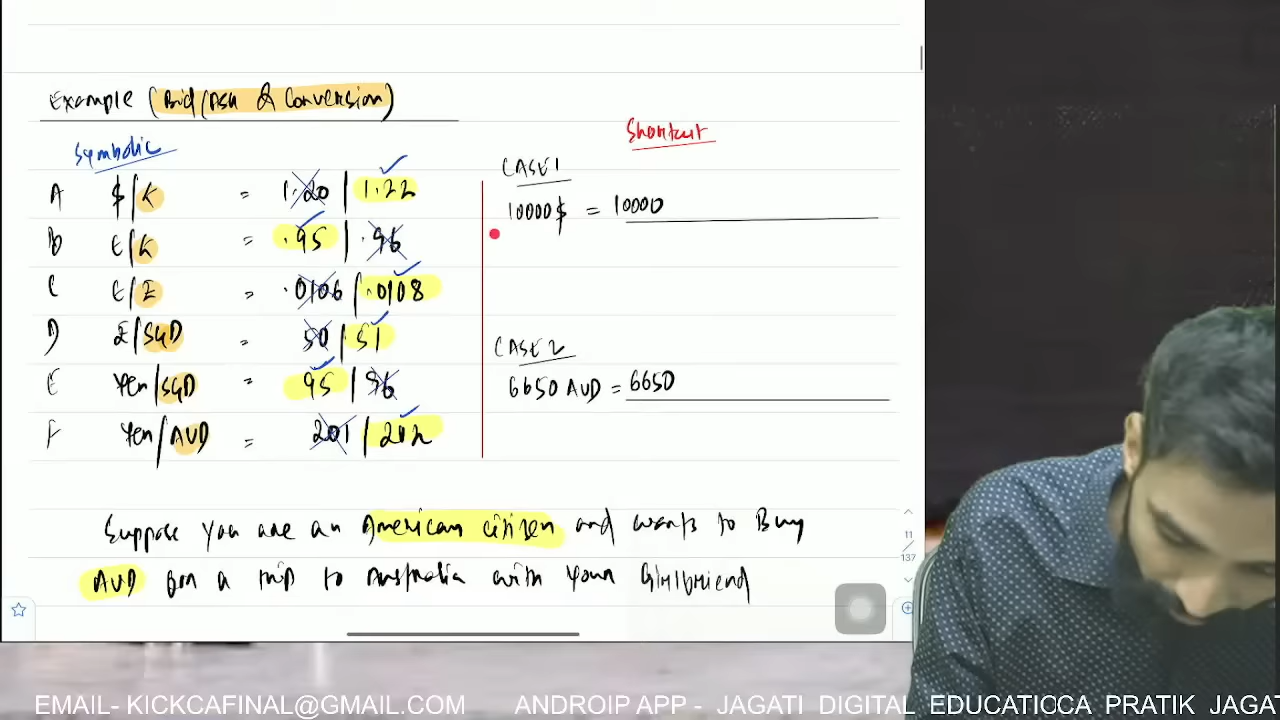 Example (Bid/Ask & Conversion)
Symbolic
A $/K = 1.20 | 1.22
B £/K = .95 | .96
C £/Σ = .0106 | .0108
D Σ/SGD = 50 | 51
E Yen/SGD = 95 | 96
F Yen/AUD = 201 | 202
Shortcut
CASE 1
10000$ = 10000
CASE 2
6650 AUD = 6650
Suppose you are an American citizen and wants to Buy
AUD for a trip to Australia with your Girlfriend
11
137
EMAIL- KICKCAFINAL@GMAIL.COM ANDROIP APP - JAGATI DIGITAL EDUCATICCA PRATIK JAGAT